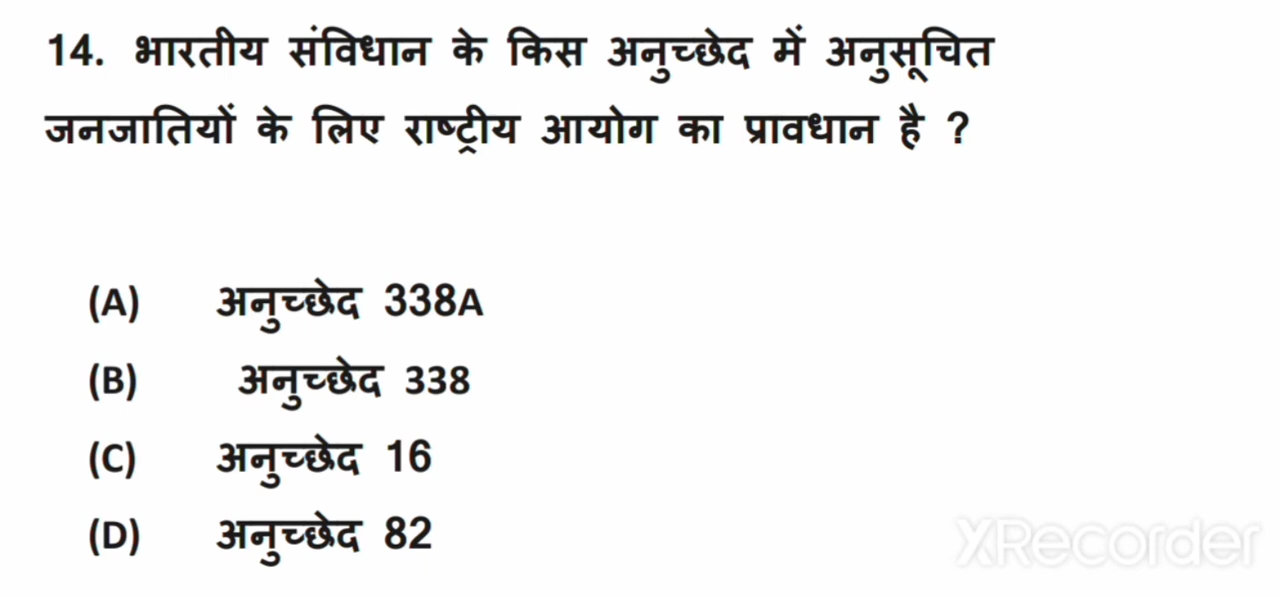 14. भारतीय संविधान के किस अनुच्छेद में अनुसूचित
जनजातियों के लिए राष्ट्रीय आयोग का प्रावधान है ?
(A) अनुच्छेद 338A
(B) अनुच्छेद 338
(C) अनुच्छेद 16
(D) अनुच्छेद 82
XRecorder